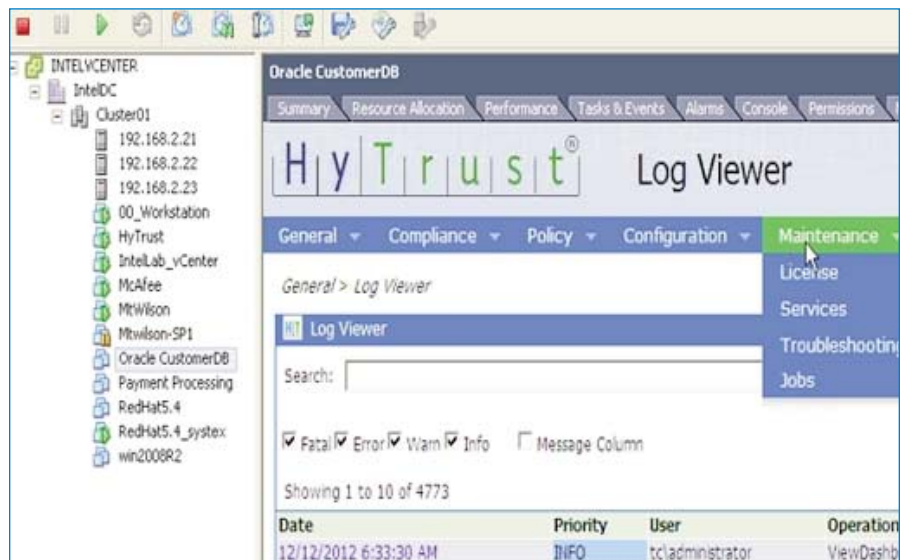 INTELVCENTER
IntelDC
Cluster01
192.168.2.21
192.168.2.22
192.168.2.23
00_Workstation
HyTrust
IntelLab_vCenter
McAfee
MtWilson
Mtwilson-SP1
Oracle CustomerDB
Payment Processing
RedHat5.4
RedHat5.4_systex
win2008R2
Oracle CustomerDB
Summary Resource Allocation Performance Tasks & Events Alarms Console Permissions
HyTrust® Log Viewer
General Compliance Policy Configuration Maintenance
License
Services
Troubleshooting
Jobs
General > Log Viewer
Log Viewer
Search:
Fatal Error Warn Info Message Column
Showing 1 to 10 of 4773
Date Priority User Operation
12/12/2012 6:33:30 AM INFO tc\administrator ViewDashb